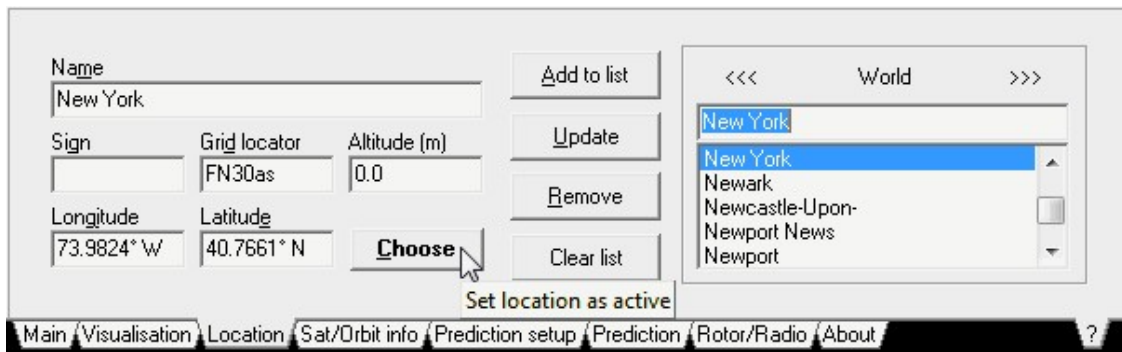 Name
New York
Sign Grid locator Altitude (m)
FN30as 0.0
Longitude Latitude
73.9824° W 40.7661° N Choose
Set location as active
Add to list
Update
Remove
Clear list
<<< World >>>
New York
New York
Newark
Newcastle-Upon-
Newport News
Newport
Main Visualisation Location Sat/Orbit info Prediction setup Prediction Rotor/Radio About ?